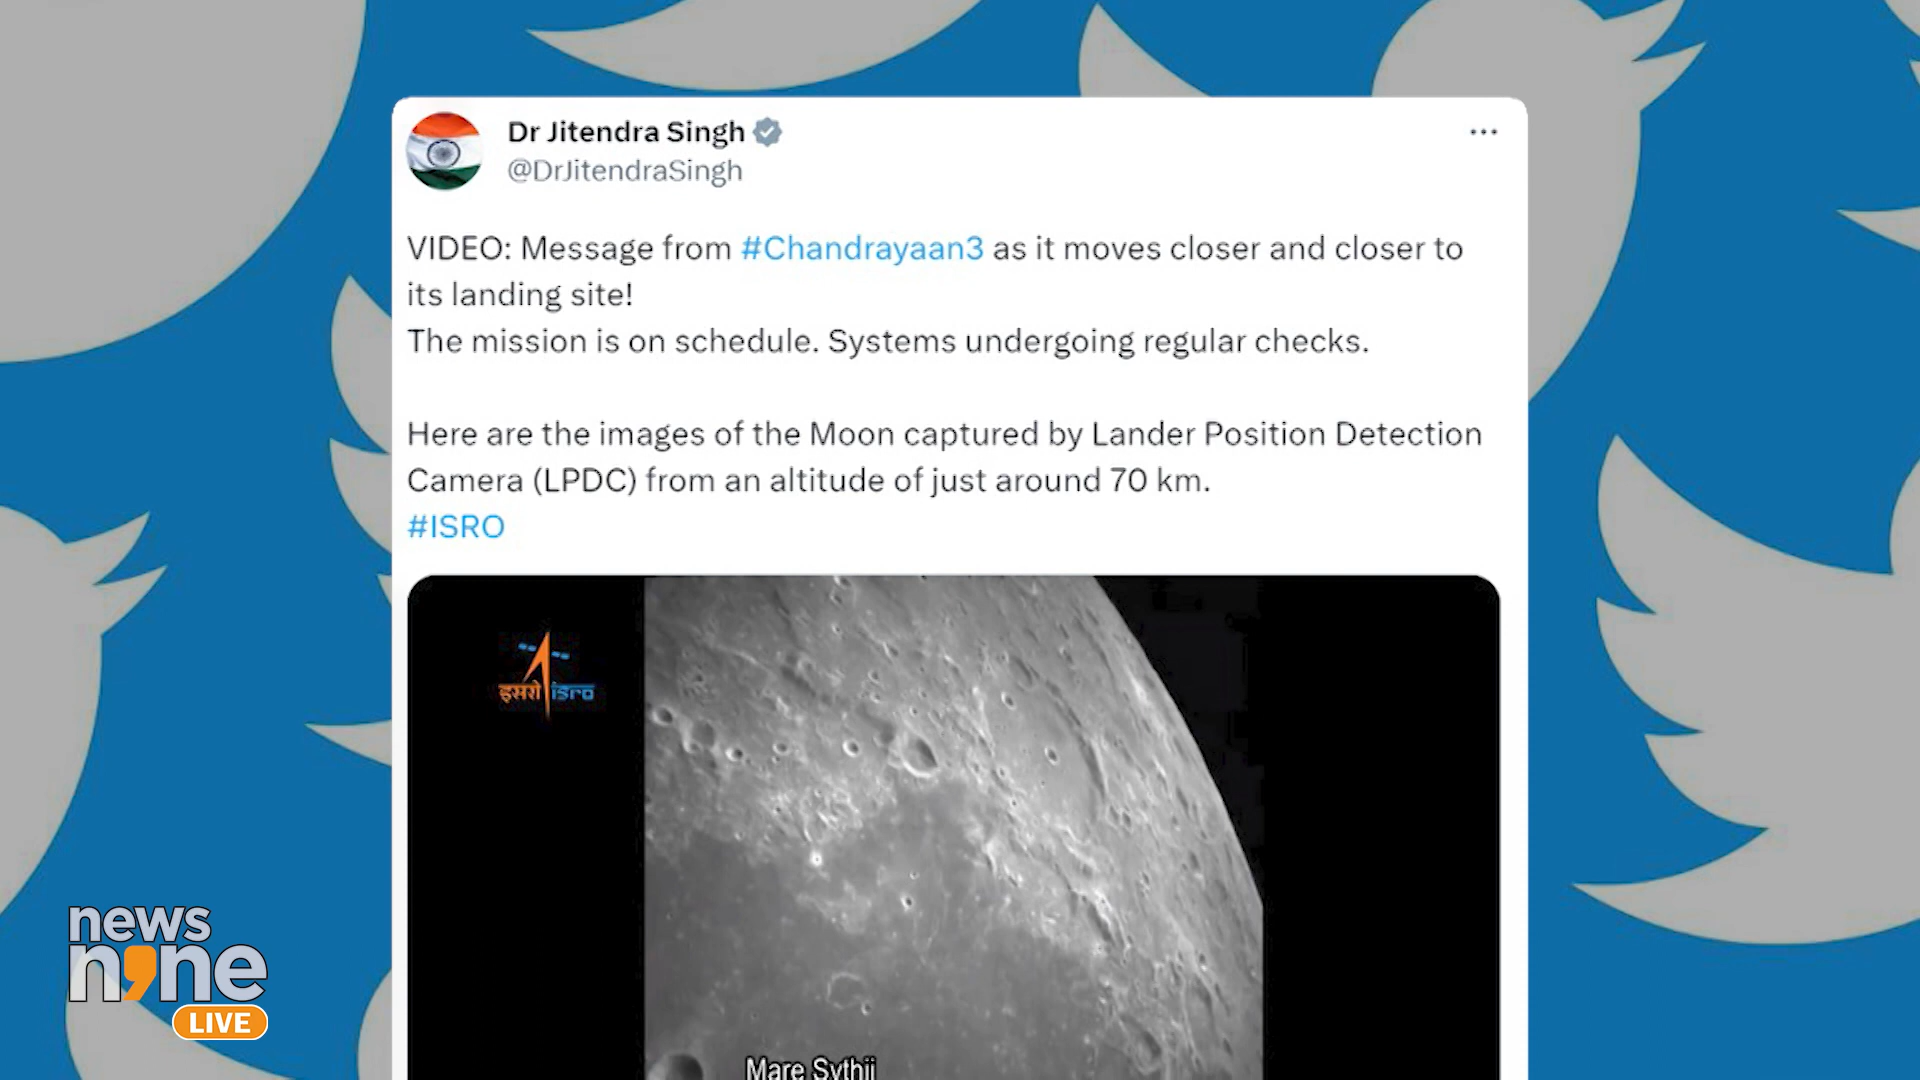 Dr Jitendra Singh
@DrJitendraSingh
VIDEO: Message from #Chandrayaan3 as it moves closer and closer to
its landing site!
The mission is on schedule. Systems undergoing regular checks.
Here are the images of the Moon captured by Lander Position Detection
Camera (LPDC) from an altitude of just around 70 km.
#ISRO
इसरो isro
Mare Sythii
news
nine
LIVE